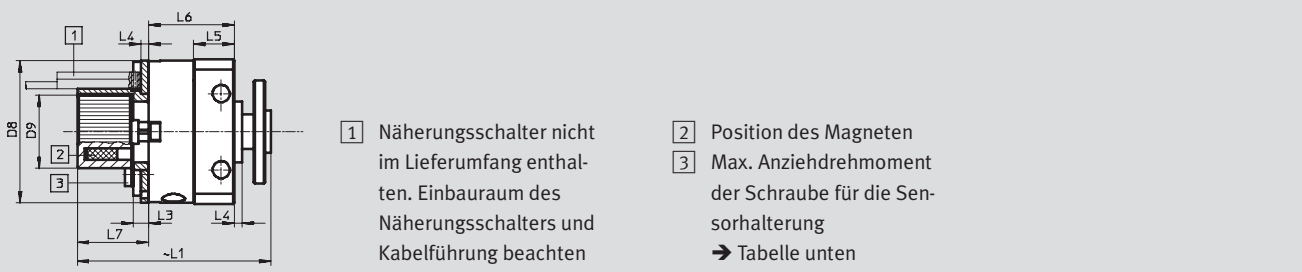 L6
L4
L5
1
D8
D9
2
3
L3
L4
L7
~L1
1 Näherungsschalter nicht
im Lieferumfang enthal-
ten. Einbauraum des
Näherungsschalters und
Kabelführung beachten
2 Position des Magneten
3 Max. Anziehdrehmoment
der Schraube für die Sen-
sorhalterung
➔ Tabelle unten